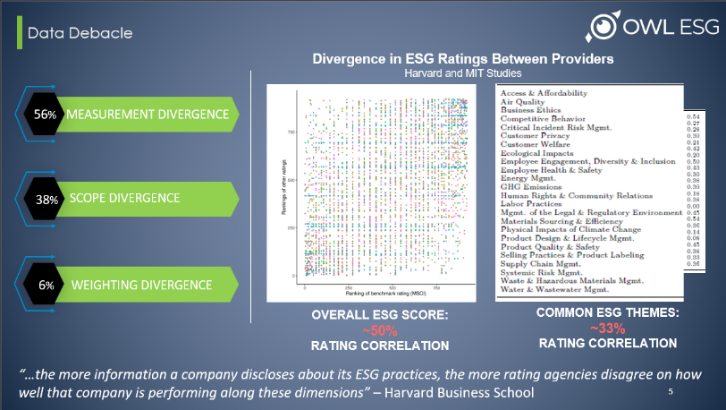 Data Debacle
OWL ESG
Divergence in ESG Ratings Between Providers
Harvard and MIT Studies
56%
MEASUREMENT DIVERGENCE
38%
SCOPE DIVERGENCE
6%
WEIGHTING DIVERGENCE
Rankings of other ratings
Ranking of benchmark rating (MSCI)
0
250
500
750
Access & Affordability
Air Quality
Business Ethics
Competitive Behavior
Critical Incident Risk Mgmt.
Customer Privacy
Customer Welfare
Ecological Impacts
Employee Engagement, Diversity & Inclusion
Employee Health & Safety
Energy Mgmt.
GHG Emissions
Human Rights & Community Relations
Labor Practices
Mgmt. of the Legal & Regulatory Environment
Materials Sourcing & Efficiency
Physical Impacts of Climate Change
Product Design & Lifecycle Mgmt.
Product Quality & Safety
Selling Practices & Product Labeling
Supply Chain Mgmt.
Systemic Risk Mgmt.
Waste & Hazardous Materials Mgmt.
Water & Wastewater Mgmt.
OVERALL ESG SCORE:
~50%
RATING CORRELATION
COMMON ESG THEMES:
~33%
RATING CORRELATION
“…the more information a company discloses about its ESG practices, the more rating agencies disagree on how
well that company is performing along these dimensions” – Harvard Business School
5